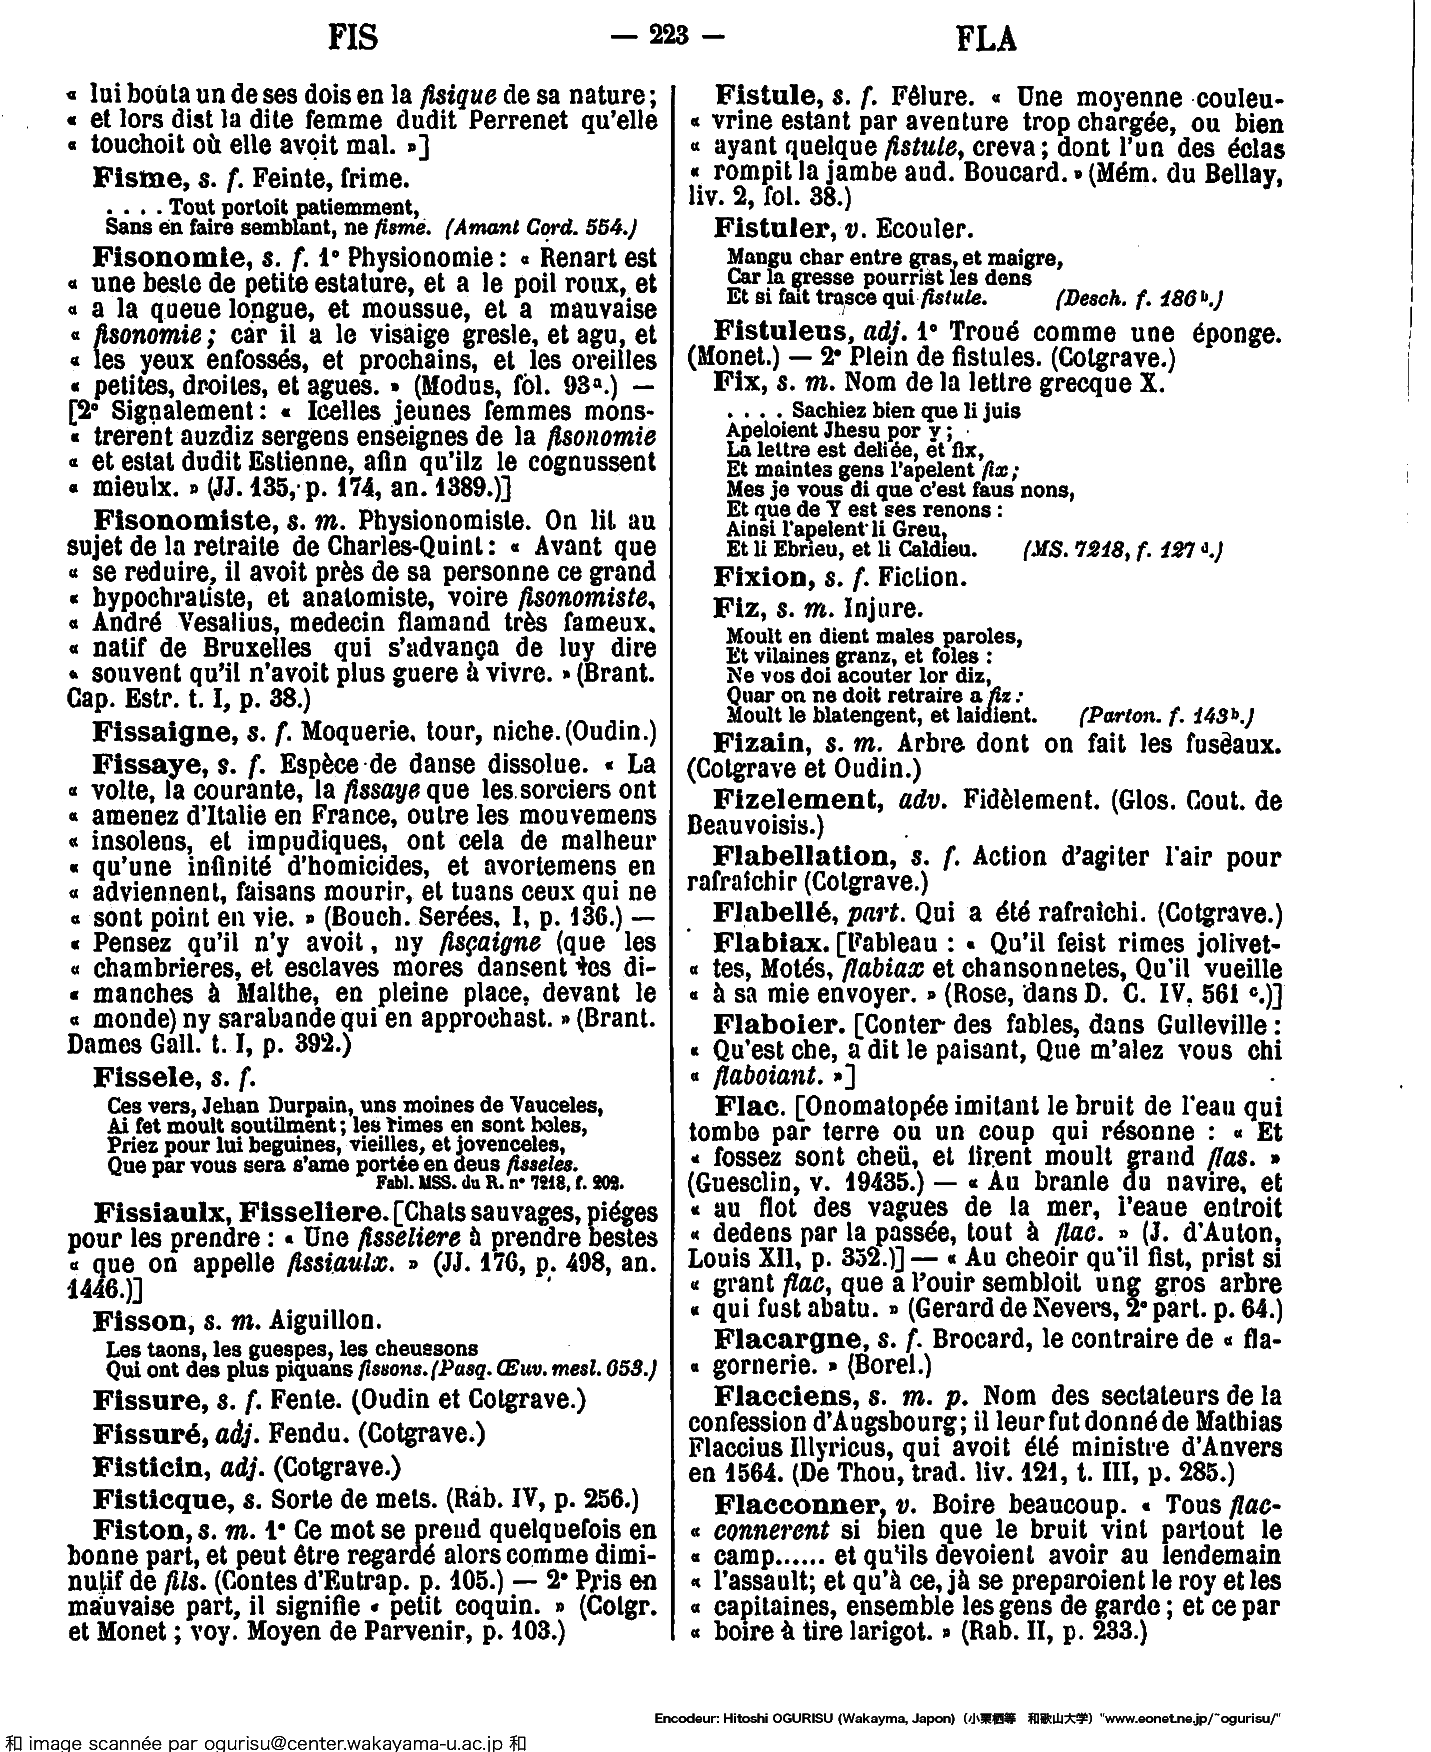 FIS — 223 — FLA
« lui bouta un de ses dois en la fisique de sa nature;
« et lors dist la dite femme dudit Perrenet qu'elle
« touchoit où elle avoit mal. »]
Fisme, s. f. Feinte, frime.
. . . . Tout portoit patiemment,
Sans en faire semblant, ne fisme. (Amant Cord. 554.)
Fisonomie, s. f. 1° Physionomie : « Renart est
« une beste de petite estature, et a le poil roux, et
« a la queue longue, et moussue, et a mauvaise
« fisonomie; car il a le visaige gresle, et agu, et
« les yeux enfossés, et prochains, et les oreilles
« petites, droites, et agues. » (Modus, fol. 93ª.) —
[2° Signalement : « Icelles jeunes femmes mons-
« trerent auzdiz sergens enseignes de la fisonomie
« et estat dudit Estienne, afin qu'ilz le cognussent
« mieulx. » (JJ. 135, p. 174, an. 1389.)]
Fisonomiste, s. m. Physionomiste. On lit au
sujet de la retraite de Charles-Quint : « Avant que
« se reduire, il avoit près de sa personne ce grand
« hypochratiste, et anatomiste, voire fisonomiste,
« André Vesalius, medecin flamand très fameux,
« natif de Bruxelles qui s'advança de luy dire
« souvent qu'il n'avoit plus guere à vivre. » (Brant.
Cap. Estr. t. I, p. 38.)
Fissaigne, s. f. Moquerie, tour, niche. (Oudin.)
Fissaye, s. f. Espèce de danse dissolue. « La
« volte, la courante, la fissaye que les sorciers ont
« amenez d'Italie en France, outre les mouvemens
« insolens, et impudiques, ont cela de malheur
« qu'une infinité d'homicides, et avortemens en
« adviennent, faisans mourir, et tuans ceux qui ne
« sont point en vie. » (Bouch. Serées, I, p. 136.) —
« Pensez qu'il n'y avoit, ny fisçaigne (que les
« chambrieres, et esclaves mores dansent les di-
« manches à Malthe, en pleine place, devant le
« monde) ny sarabande qui en approchast. » (Brant.
Dames Gall. t. I, p. 392.)
Fissele, s. f.
Ces vers, Jehan Durpain, uns moines de Vauceles,
Ai fet moult soutilment; les rimes en sont beles,
Priez pour lui beguines, vieilles, et jovenceles,
Que par vous sera s'ame portée en deus fisseles.
Fabl. MSS. du R. n° 7218, f. 209.
Fissiaulx, Fisseliere. [Chats sauvages, piéges
pour les prendre : « Une fisseliere à prendre bestes
« que on appelle fissiaulx. » (JJ. 176, p. 498, an.
1446.)]
Fisson, s. m. Aiguillon.
Les taons, les guespes, les cheussons
Qui ont des plus piquans fissons. (Pasq. Œuv. mesl. 653.)
Fissure, s. f. Fente. (Oudin et Cotgrave.)
Fissuré, adj. Fendu. (Cotgrave.)
Fisticin, adj. (Cotgrave.)
Fisticque, s. Sorte de mets. (Rab. IV, p. 256.)
Fiston, s. m. 1° Ce mot se prend quelquefois en
bonne part, et peut être regardé alors comme dimi-
nutif de fils. (Contes d'Eutrap. p. 105.) — 2° Pris en
mauvaise part, il signifie « petit coquin. » (Cotgr.
et Monet ; voy. Moyen de Parvenir, p. 103.)
Fistule, s. f. Fêlure. « Une moyenne couleu-
« vrine estant par aventure trop chargée, ou bien
« ayant quelque fistule, creva; dont l'un des éclas
« rompit la jambe aud. Boucard. » (Mém. du Bellay,
liv. 2, fol. 38.)
Fistuler, v. Ecouler.
Mangu char entre gras, et maigre,
Car la gresse pourrist les dens
Et si fait trasce qui fistule. (Desch. f. 186ᵇ.)
Fistuleus, adj. 1° Troué comme une éponge.
(Monet.) — 2° Plein de fistules. (Cotgrave.)
Fix, s. m. Nom de la lettre grecque X.
. . . . Sachiez bien que li juis
Apeloient Jhesu por y ;
La lettre est deliée, et fix,
Et maintes gens l'apelent fix;
Mes je vous di que c'est faus nons,
Et que de Y est ses renons :
Ainsi l'apelent li Greu,
Et li Ebrieu, et li Caldieu. (MS. 7218, f. 127 ᵈ.)
Fixion, s. f. Fiction.
Fiz, s. m. Injure.
Moult en dient males paroles,
Et vilaines granz, et foles :
Ne vos doi acouter lor diz,
Quar on ne doit retraire a fiz :
Moult le blatengent, et laidient. (Parton. f. 143ᵇ.)
Fizain, s. m. Arbre dont on fait les fuseaux.
(Cotgrave et Oudin.)
Fizelement, adv. Fidèlement. (Glos. Cout. de
Beauvoisis.)
Flabellation, s. f. Action d'agiter l'air pour
rafraîchir (Cotgrave.)
Flabellé, part. Qui a été rafraichi. (Cotgrave.)
Flabiax. [Fableau : « Qu'il feist rimes jolivet-
« tes, Motés, flabiax et chansonnetes, Qu'il vueille
« à sa mie envoyer. » (Rose, dans D. C. IV, 561 ᶜ.)]
Flaboier. [Conter des fables, dans Gulleville :
« Qu'est che, a dit le paisant, Que m'alez vous chi
« flaboiant. »]
Flac. [Onomatopée imitant le bruit de l'eau qui
tombe par terre ou un coup qui résonne : « Et
« fossez sont cheü, et firent moult grand flas. »
(Guesclin, v. 19435.) — « Au branle du navire, et
« au flot des vagues de la mer, l'eaue entroit
« dedens par la passée, tout à flac. » (J. d'Auton,
Louis XII, p. 352.)] — « Au cheoir qu'il fist, prist si
« grant flac, que a l'ouir sembloit ung gros arbre
« qui fust abatu. » (Gerard de Nevers, 2° part. p. 64.)
Flacargne, s. f. Brocard, le contraire de « fla-
« gornerie. » (Borel.)
Flacciens, s. m. p. Nom des sectateurs de la
confession d'Augsbourg; il leur fut donné de Mathias
Flaccius Illyricus, qui avoit été ministre d'Anvers
en 1564. (De Thou, trad. liv. 121, t. III, p. 285.)
Flacconner, v. Boire beaucoup. « Tous flac-
« connerent si bien que le bruit vint partout le
« camp...... et qu'ils devoient avoir au lendemain
« l'assault; et qu'à ce, jà se preparoient le roy et les
« capitaines, ensemble les gens de garde ; et ce par
« boire à tire larigot. » (Rab. II, p. 233.)
Encodeur: Hitoshi OGURISU (Wakayma, Japon) (小栗栖等 和歌山大学) "www.eonet.ne.jp/~ogurisu/"
和 image scannée par ogurisu@center.wakayama-u.ac.jp 和